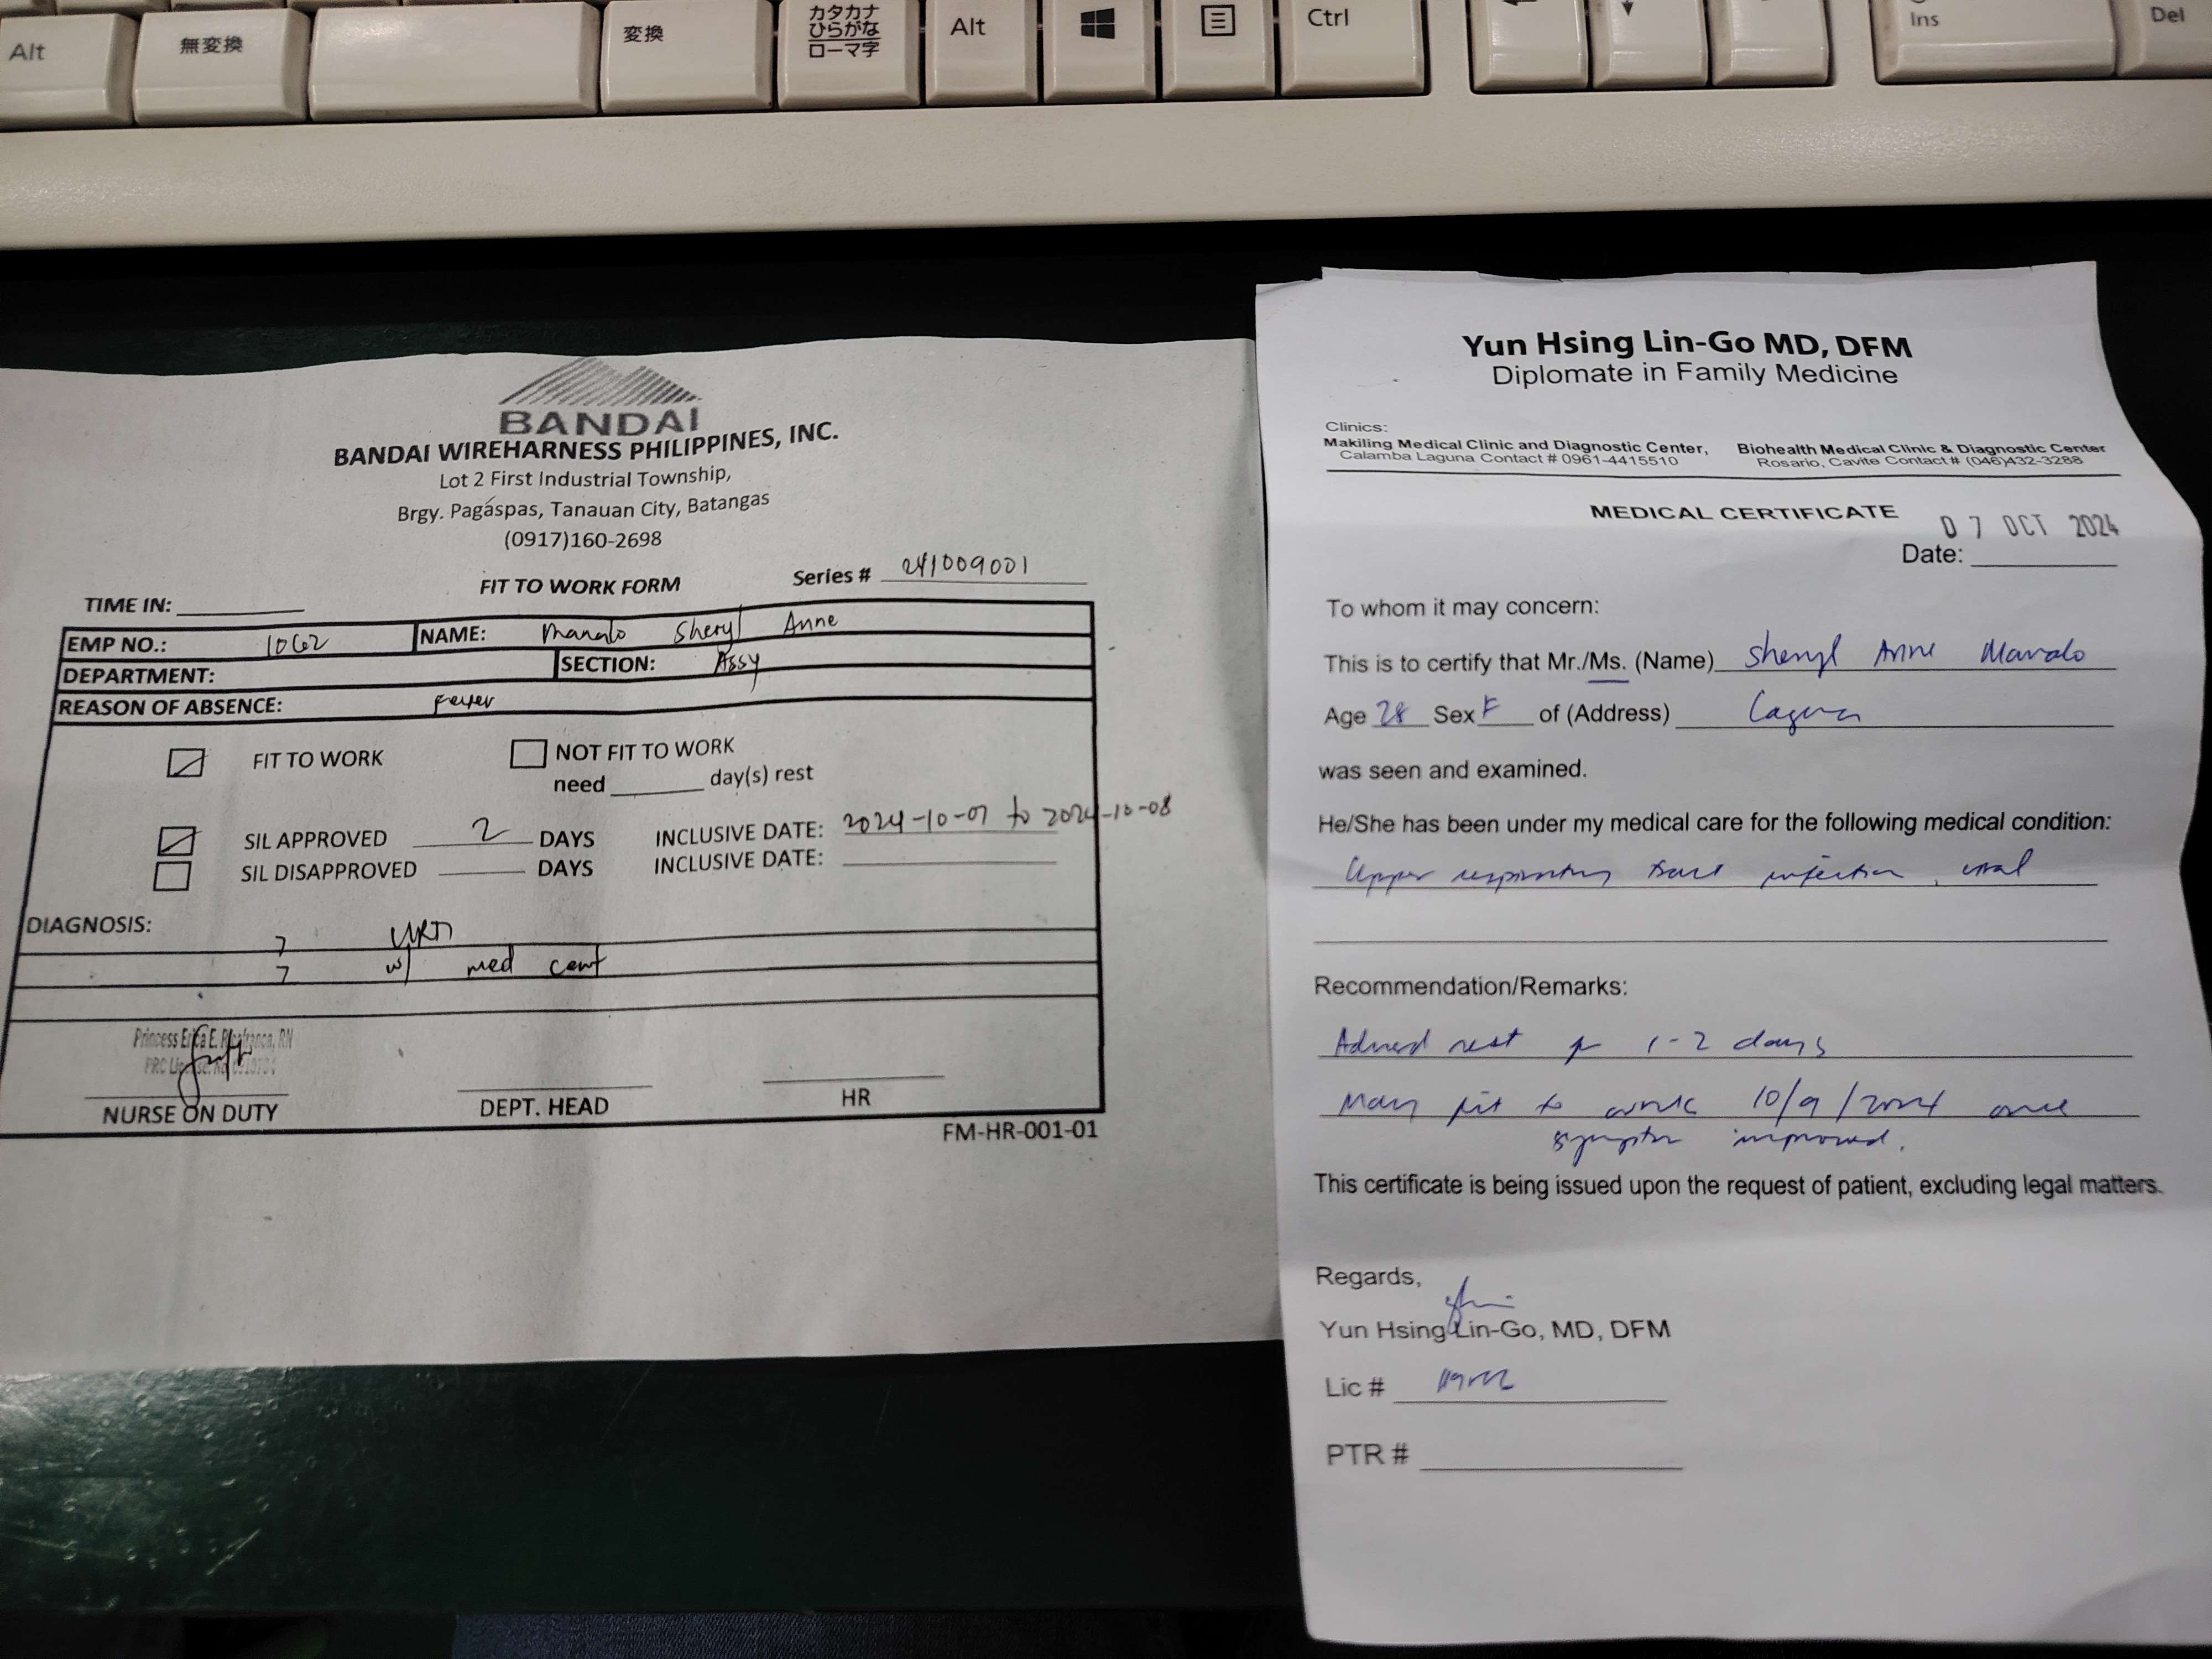 Alt
無変換
変換
カタカナ
ひらがな
ローマ字
Alt
Ctrl
Ins
Del
BANDAI
BANDAI WIREHARNESS PHILIPPINES, INC.
Lot 2 First Industrial Township,
Brgy. Pagaspas, Tanauan City, Batangas
(0917)160-2698
FIT TO WORK FORM
Series # 241009001
TIME IN:
EMP NO.: 1062 NAME: Manalo Sheryl Anne
DEPARTMENT: SECTION: Assy
REASON OF ABSENCE: Fever
FIT TO WORK NOT FIT TO WORK
need day(s) rest
SIL APPROVED 2 DAYS INCLUSIVE DATE: 2024-10-07 to 2024-10-08
SIL DISAPPROVED DAYS INCLUSIVE DATE:
DIAGNOSIS:
URTI
w/ med cert
Princess Erica E. RN
PRC License No.
NURSE ON DUTY DEPT. HEAD HR
FM-HR-001-01
Yun Hsing Lin-Go MD, DFM
Diplomate in Family Medicine
Clinics:
Makiling Medical Clinic and Diagnostic Center, Biohealth Medical Clinic & Diagnostic Center
Calamba Laguna Contact # 0961-4415510 Rosario, Cavite Contact # (046)432-3288
MEDICAL CERTIFICATE
07 OCT 2024
Date:
To whom it may concern:
This is to certify that Mr./Ms. (Name) Sheryl Anne Manalo
Age 28 Sex F of (Address) Laguna
was seen and examined.
He/She has been under my medical care for the following medical condition:
Upper respiratory tract infection, viral
Recommendation/Remarks:
Advised rest for 1-2 days
May fit to work 10/9/2024 once
symptom improved.
This certificate is being issued upon the request of patient, excluding legal matters.
Regards,
Yun Hsing Lin-Go, MD, DFM
Lic #
PTR #